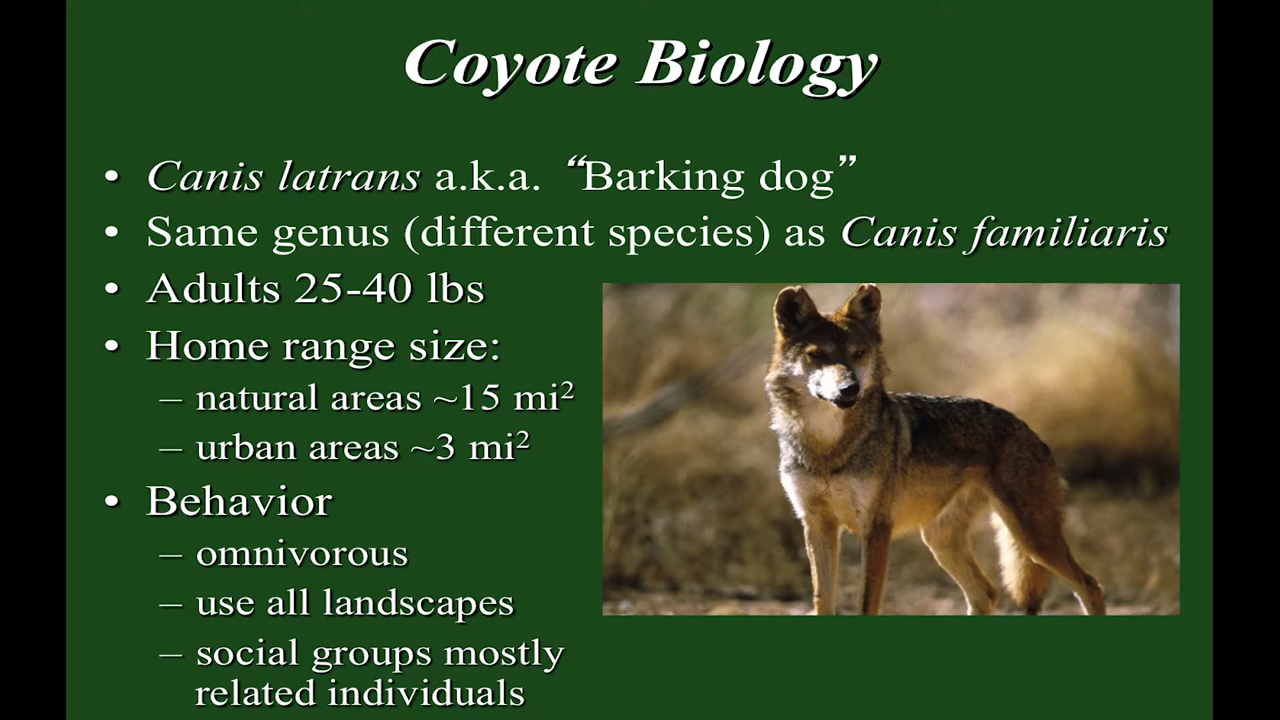 Coyote Biology
• Canis latrans a.k.a. “Barking dog”
• Same genus (different species) as Canis familiaris
• Adults 25-40 lbs
• Home range size:
– natural areas ~15 mi²
– urban areas ~3 mi²
• Behavior
– omnivorous
– use all landscapes
– social groups mostly
related individuals